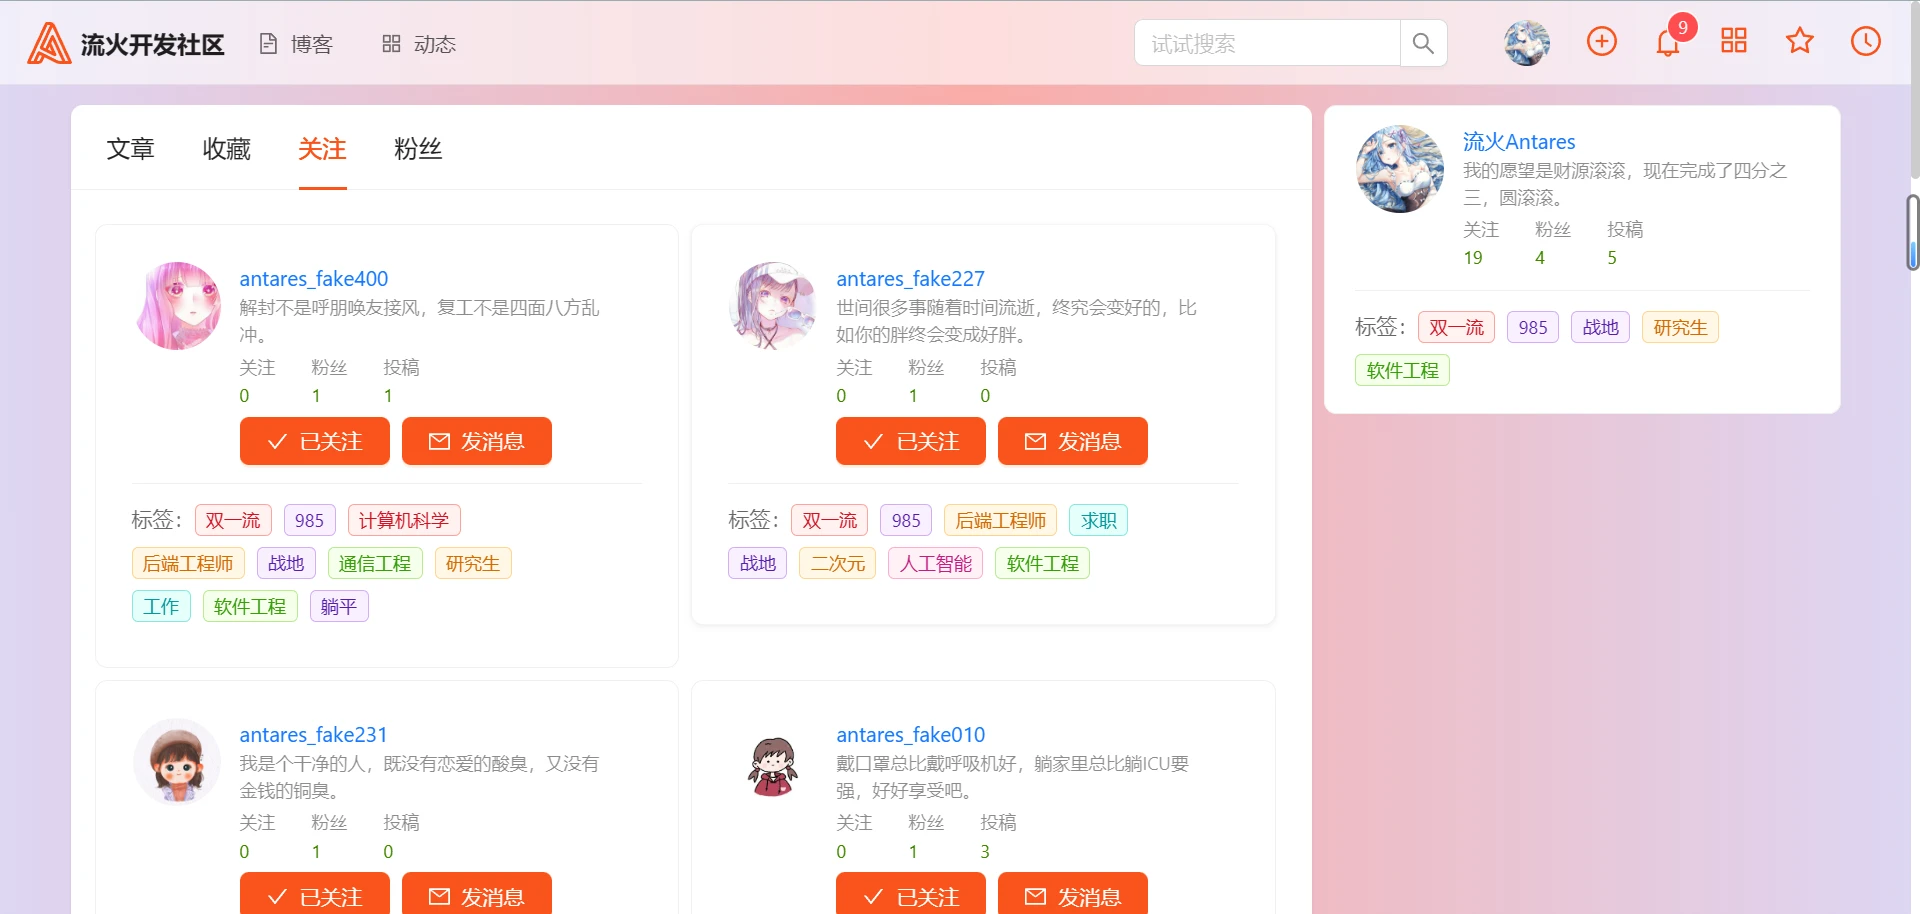 流火开发社区 博客 动态 试试搜索 9
文章 收藏 关注 粉丝
antares_fake400
解封不是呼朋唤友接风，复工不是四面八方乱
冲。
关注 粉丝 投稿
0 1 1
已关注 发消息
标签： 双一流 985 计算机科学
后端工程师 战地 通信工程 研究生
工作 软件工程 躺平
antares_fake227
世间很多事随着时间流逝，终究会变好的，比
如你的胖终会变成好胖。
关注 粉丝 投稿
0 1 0
已关注 发消息
标签： 双一流 985 后端工程师 求职
战地 二次元 人工智能 软件工程
antares_fake231
我是个干净的人，既没有恋爱的酸臭，又没有
金钱的铜臭。
关注 粉丝 投稿
0 1 0
已关注 发消息
antares_fake010
戴口罩总比戴呼吸机好，躺家里总比躺ICU要
强，好好享受吧。
关注 粉丝 投稿
0 1 3
已关注 发消息
流火Antares
我的愿望是财源滚滚，现在完成了四分之
三，圆滚滚。
关注 粉丝 投稿
19 4 5
标签： 双一流 985 战地 研究生
软件工程